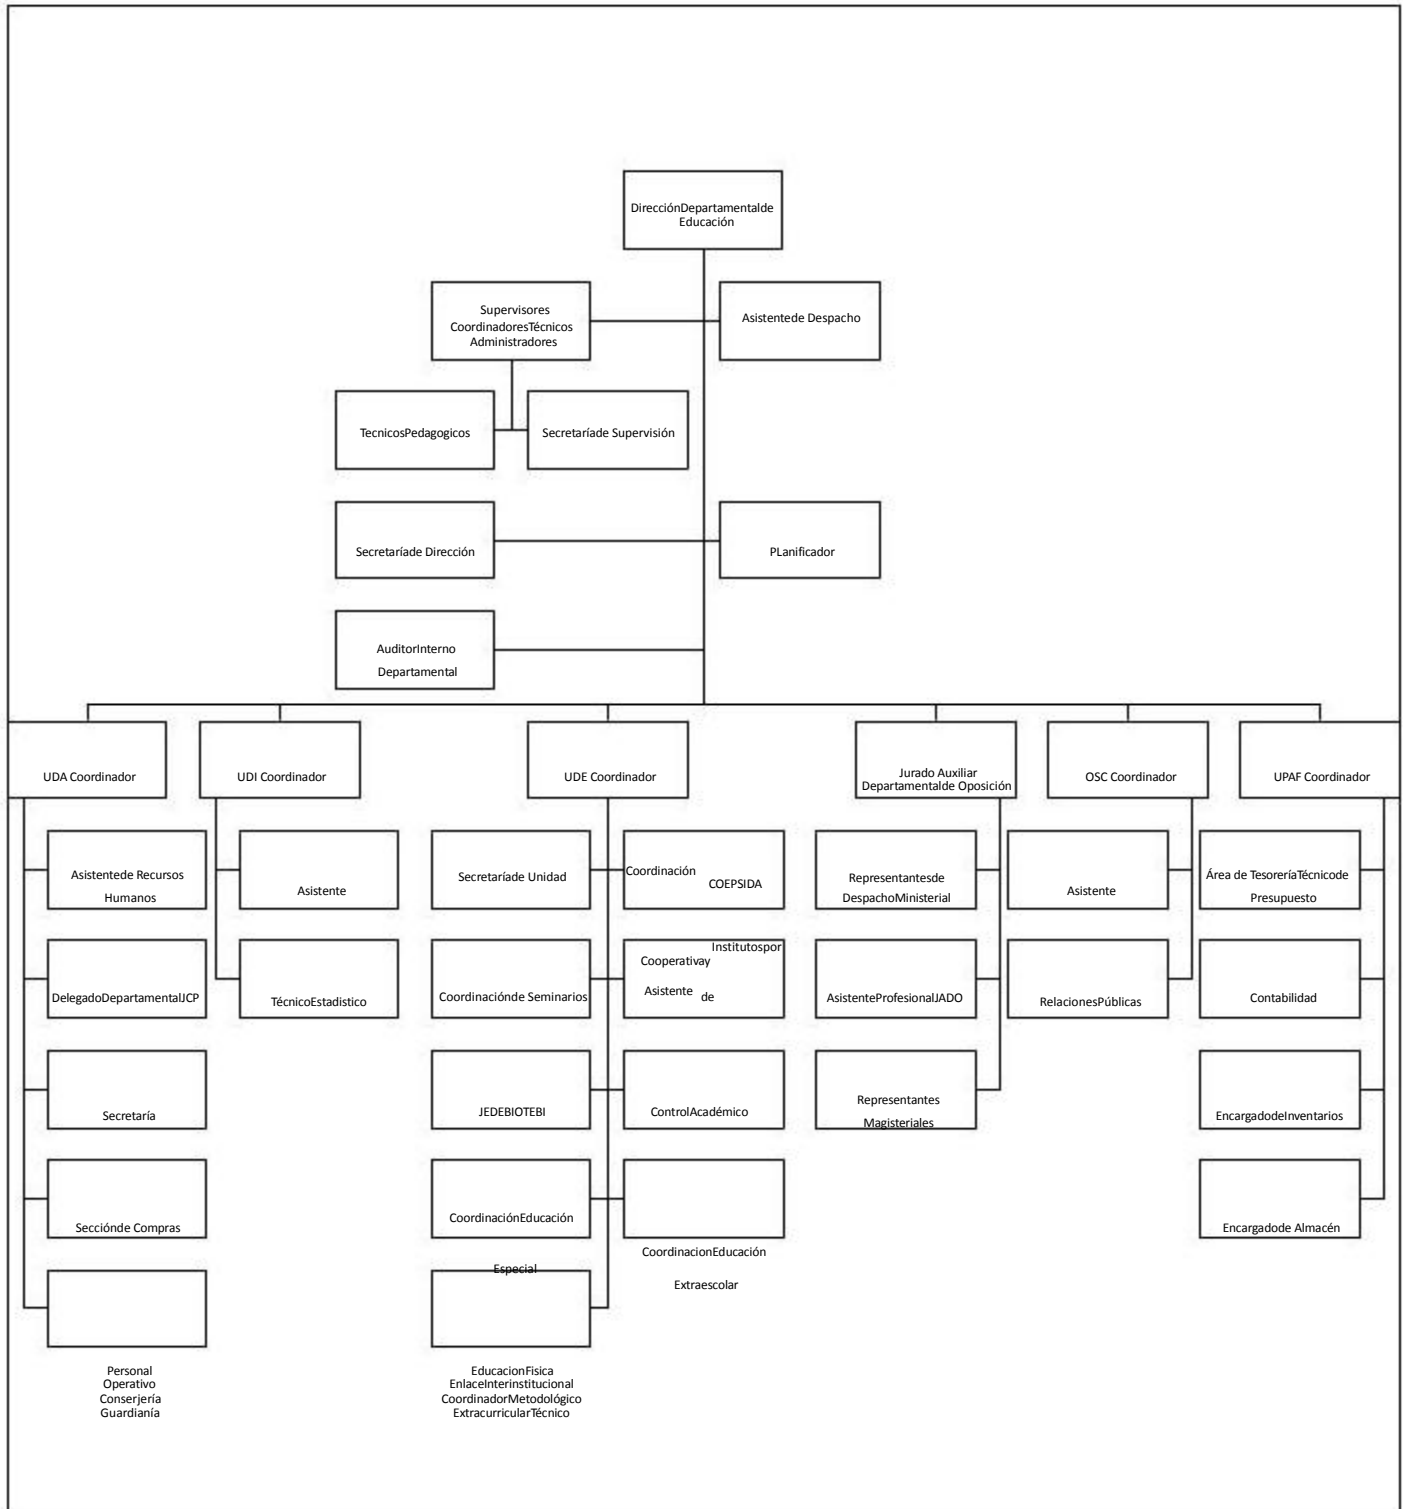 DirecciónDepartamentalde
Educación
Supervisores
CoordinadoresTécnicos
Administradores
Asistentede Despacho
TecnicosPedagogicos
Secretaríade Supervisión
Secretaríade Dirección
PLanificador
AuditorInterno
Departamental
UDA Coordinador
UDI Coordinador
UDE Coordinador
Jurado Auxiliar
Departamentalde Oposición
OSC Coordinador
UPAF Coordinador
Asistentede Recursos
Humanos
Asistente
Secretaríade Unidad
Coordinación
COEPSIDA
Representantesde
DespachoMinisterial
Asistente
Área de TesoreríaTécnicode
Presupuesto
DelegadoDepartamentalJCP
TécnicoEstadistico
Coordinaciónde Seminarios
Institutospor
Cooperativay
Asistente de
AsistenteProfesionalJADO
RelacionesPúblicas
Contabilidad
Secretaría
JEDEBIOTEBI
ControlAcadémico
Representantes
Magisteriales
EncargadodeInventarios
Secciónde Compras
CoordinaciónEducación
Especial
CoordinacionEducación
Extraescolar
Encargadode Almacén
Personal
Operativo
Conserjería
Guardianía
EducacionFisica
EnlaceInterinstitucional
CoordinadorMetodológico
ExtracurricularTécnico